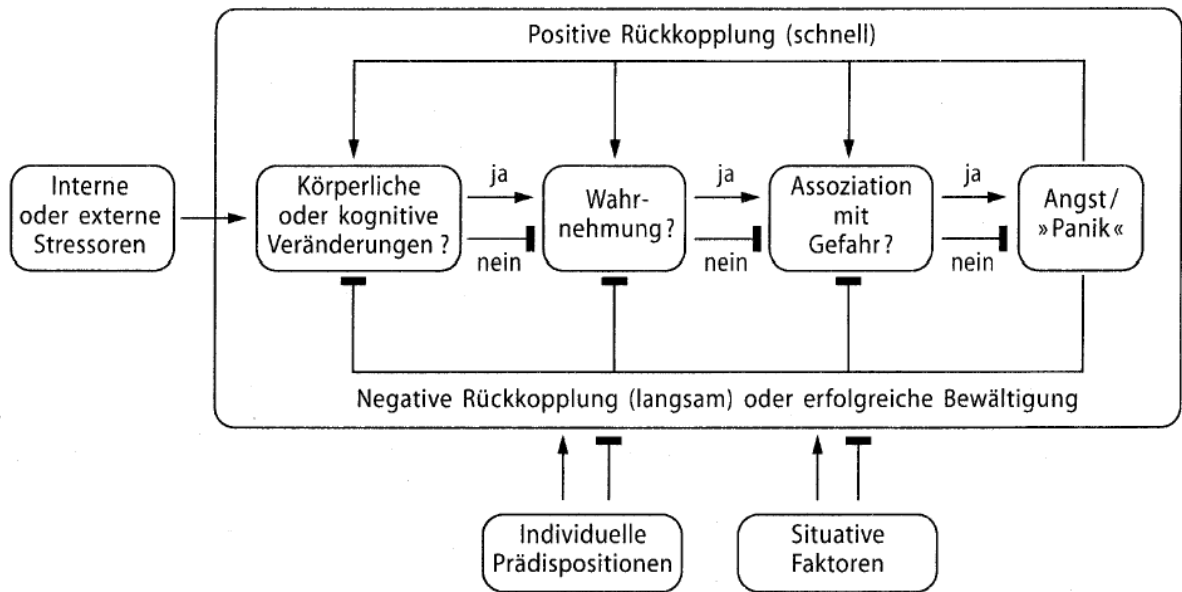 Positive Rückkopplung (schnell)
Interne
oder externe
Stressoren
Körperliche
oder kognitive
Veränderungen ?
ja
nein
Wahr-
nehmung ?
ja
nein
Assoziation
mit
Gefahr ?
ja
nein
Angst /
»Panik«
Negative Rückkopplung (langsam) oder erfolgreiche Bewältigung
Individuelle
Prädispositionen
Situative
Faktoren